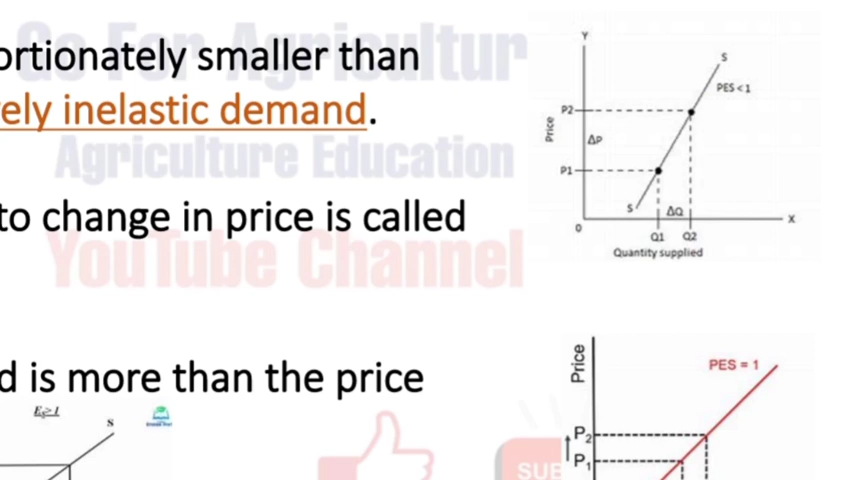 Go For Agricultur
ortionately smaller than
ely inelastic demand.
Agriculture Education
to change in price is called
YouTube Channel
d is more than the price
Y
S
PES < 1
P2
Price
ΔP
P1
S
ΔQ
0
X
Q1 Q2
Quantity supplied
Price
PES = 1
P₂
P₁
S
SUB